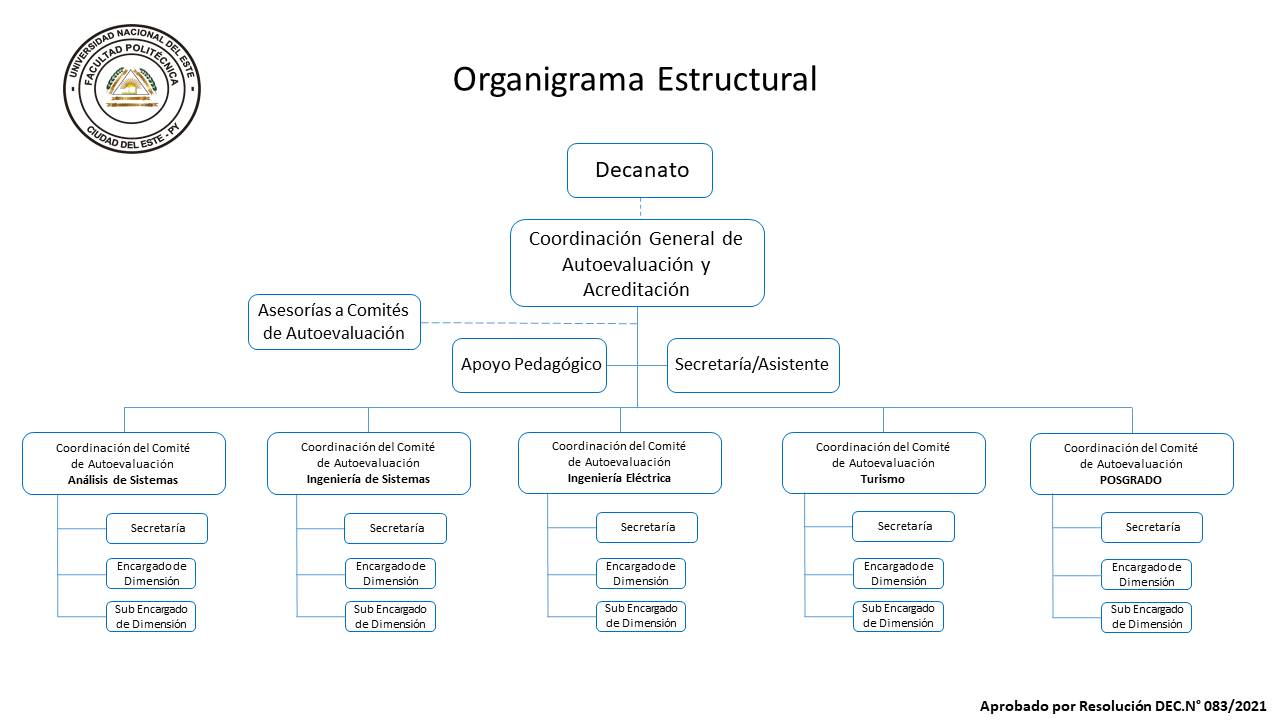 UNIVERSIDAD NACIONAL DEL ESTE
FACULTAD POLITÉCNICA
CIUDAD DEL ESTE - PY
Organigrama Estructural
Decanato
Coordinación General de
Autoevaluación y
Acreditación
Asesorías a Comités
de Autoevaluación
Apoyo Pedagógico
Secretaría/Asistente
Coordinación del Comité
de Autoevaluación
Análisis de Sistemas
Secretaría
Encargado de
Dimensión
Sub Encargado
de Dimensión
Coordinación del Comité
de Autoevaluación
Ingeniería de Sistemas
Secretaría
Encargado de
Dimensión
Sub Encargado
de Dimensión
Coordinación del Comité
de Autoevaluación
Ingeniería Eléctrica
Secretaría
Encargado de
Dimensión
Sub Encargado
de Dimensión
Coordinación del Comité
de Autoevaluación
Turismo
Secretaría
Encargado de
Dimensión
Sub Encargado
de Dimensión
Coordinación del Comité
de Autoevaluación
POSGRADO
Secretaría
Encargado de
Dimensión
Sub Encargado
de Dimensión
Aprobado por Resolución DEC.N° 083/2021